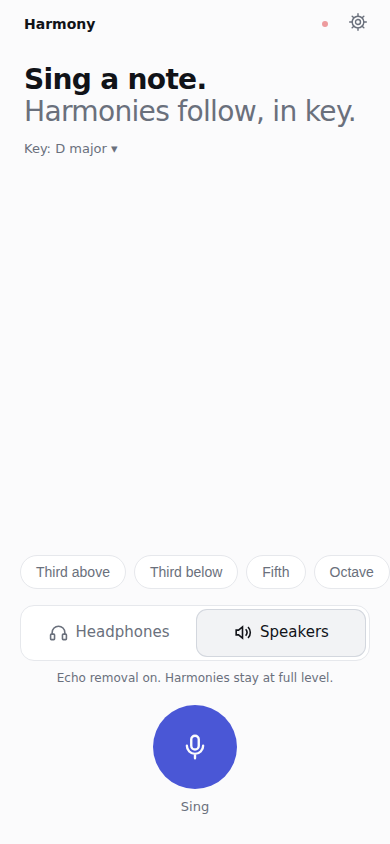 Harmony
Sing a note.
Harmonies follow, in key.
Key: D major ▾
Third above
Third below
Fifth
Octave
Headphones
Speakers
Echo removal on. Harmonies stay at full level.
Sing